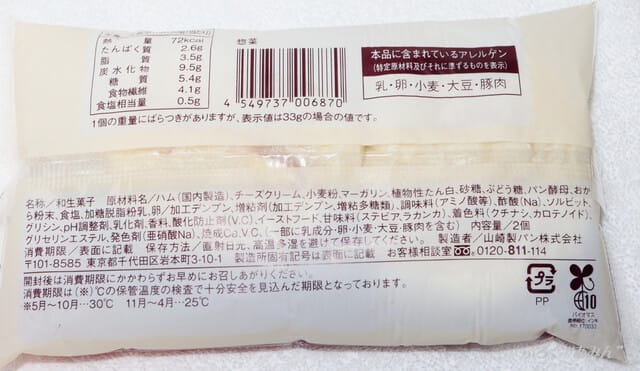 熱 量 72kcal
たんぱく質 2.6g
脂 質 3.5g
炭水化物 9.5g
糖 質 5.4g
食物繊維 4.1g
食塩相当量 0.5g
惣菜
4 549737 006870
本品に含まれているアレルゲン
(特定原材料及びそれに準ずるものを表示)
乳・卵・小麦・大豆・豚肉
1個の重量にばらつきがありますが、表示値は33gの場合の値です。
名称/和生菓子 原材料名/ハム(国内製造)、チーズクリーム、小麦粉、マーガリン、植物性たん白、砂糖、ぶどう糖、パン酵母、おか
ら粉末、食塩、加糖脱脂粉乳、卵/加工デンプン、増粘剤(加工デンプン、増粘多糖類)、調味料(アミノ酸等)、酢酸(Na)、ソルビット、
グリシン、pH調整剤、乳化剤、香料、酸化防止剤(V.C)、イーストフード、甘味料(ステビア、ラカンカ)、着色料(クチナシ、カロテノイド)、
グリセリンエステル、発色剤(亜硝酸Na)、焼成Ca、V.C、(一部に乳成分・卵・小麦・大豆・豚肉を含む) 内容量/2個
消費期限/表面に記載 保存方法/直射日光、高温多湿を避けて保存してください。 製造者/山崎製パン株式会社
〒101-8585 東京都千代田区岩本町3-10-1 製造所固有記号は表面に記載 お客様相談室 0120-811-114
開封後は消費期限にかかわらずお早めにお召しあがりください。
消費期限は(※)℃の保管温度の検査で十分安全を見込んだ期限となっております。
※5月～10月…30℃ 11月～4月…25℃
プラ
PP
10
バイオマス
No.170033